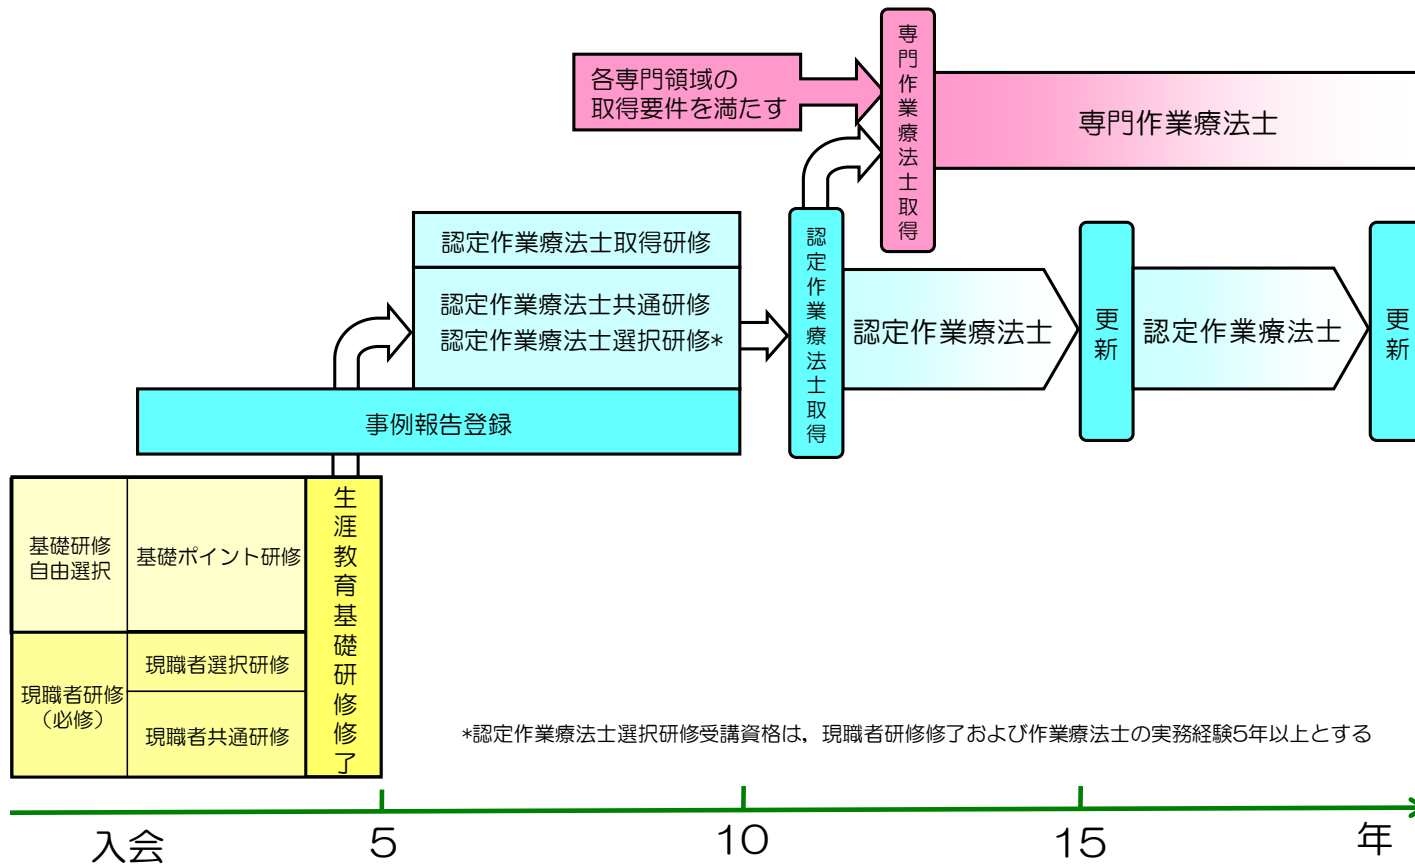 各専門領域の
取得要件を満たす
専門作業療法士取得
専門作業療法士
認定作業療法士取得研修
認定作業療法士共通研修
認定作業療法士選択研修*
認定作業療法士取得
認定作業療法士
更新
認定作業療法士
更新
事例報告登録
基礎研修
自由選択
基礎ポイント研修
生涯教育基礎研修修了
現職者研修
（必修）
現職者選択研修
現職者共通研修
*認定作業療法士選択研修受講資格は，現職者研修修了および作業療法士の実務経験5年以上とする
入会
5
10
15
年